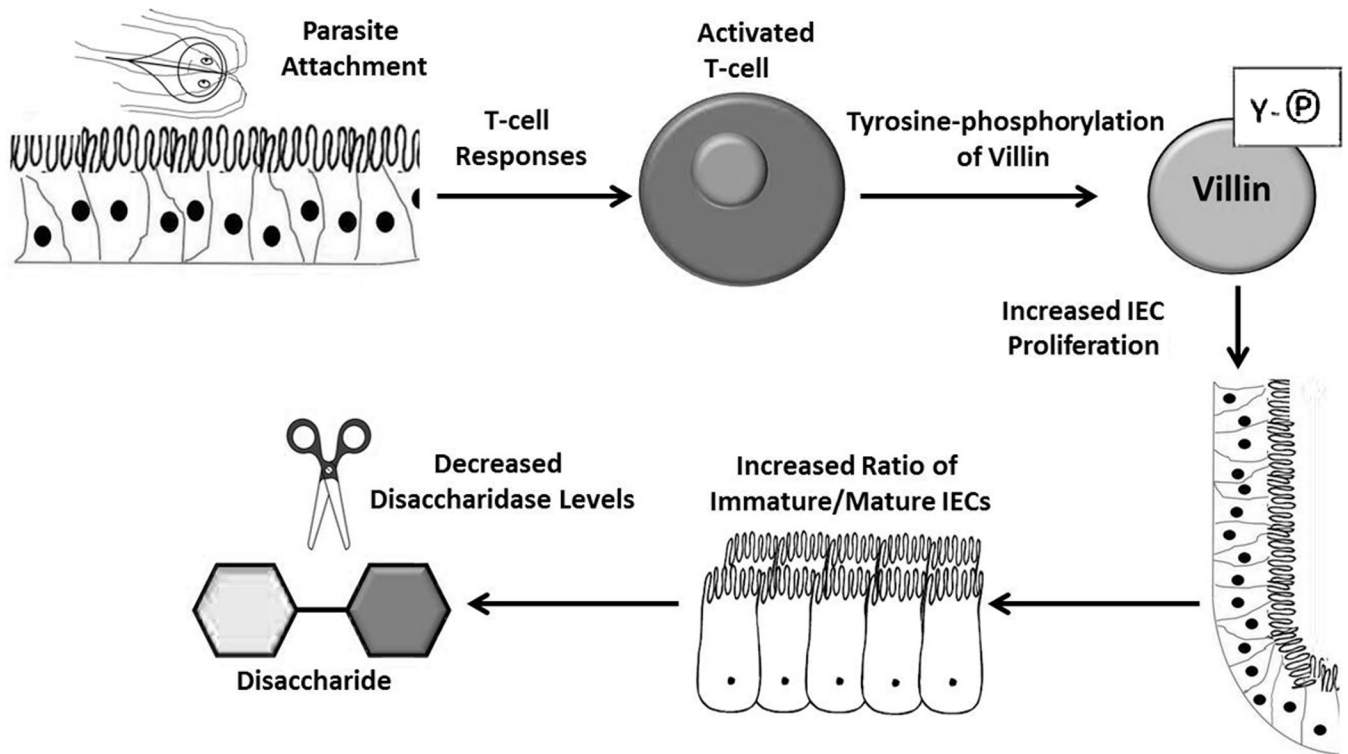 Parasite
Attachment
T-cell
Responses
Activated
T-cell
Tyrosine-phosphorylation
of Villin
Y-Ⓟ
Villin
Increased IEC
Proliferation
Increased Ratio of
Immature/Mature IECs
Decreased
Disaccharidase Levels
Disaccharide